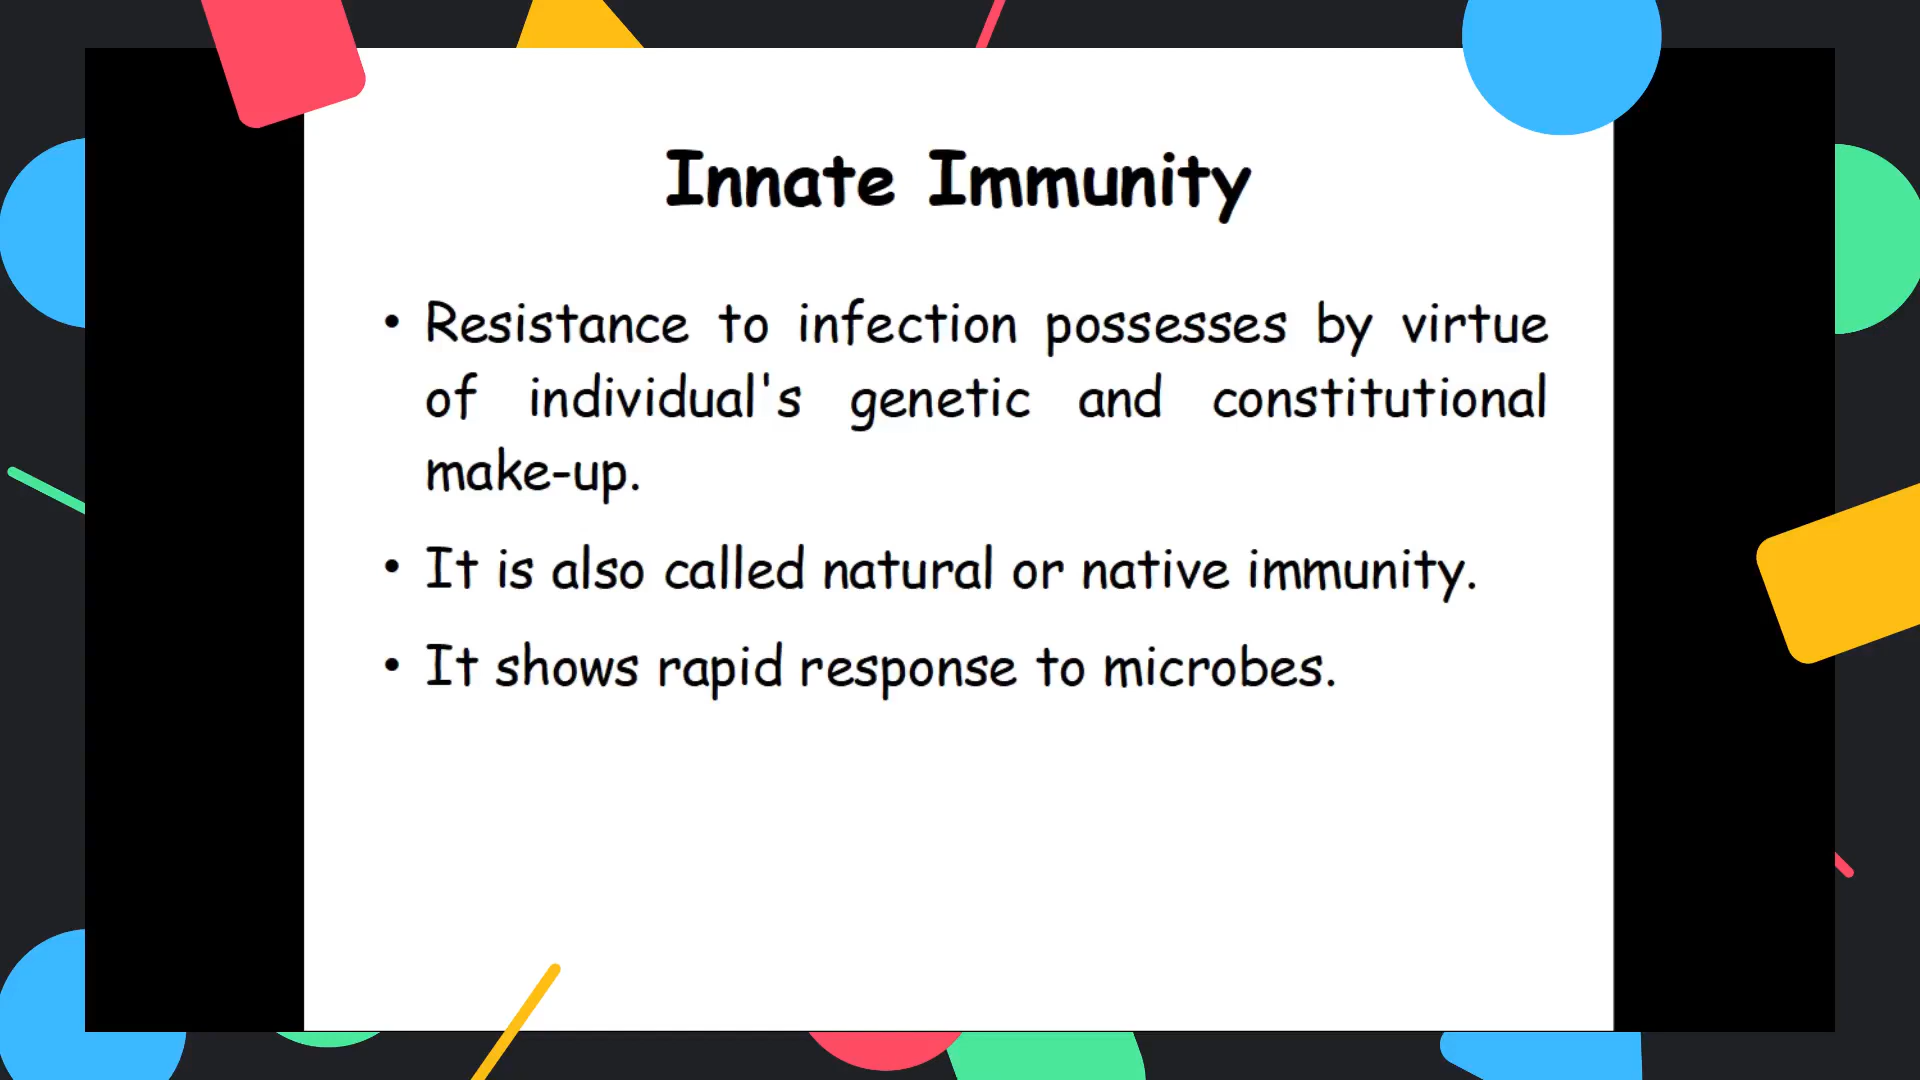 Innate Immunity
• Resistance to infection possesses by virtue
of individual's genetic and constitutional
make-up.
• It is also called natural or native immunity.
• It shows rapid response to microbes.